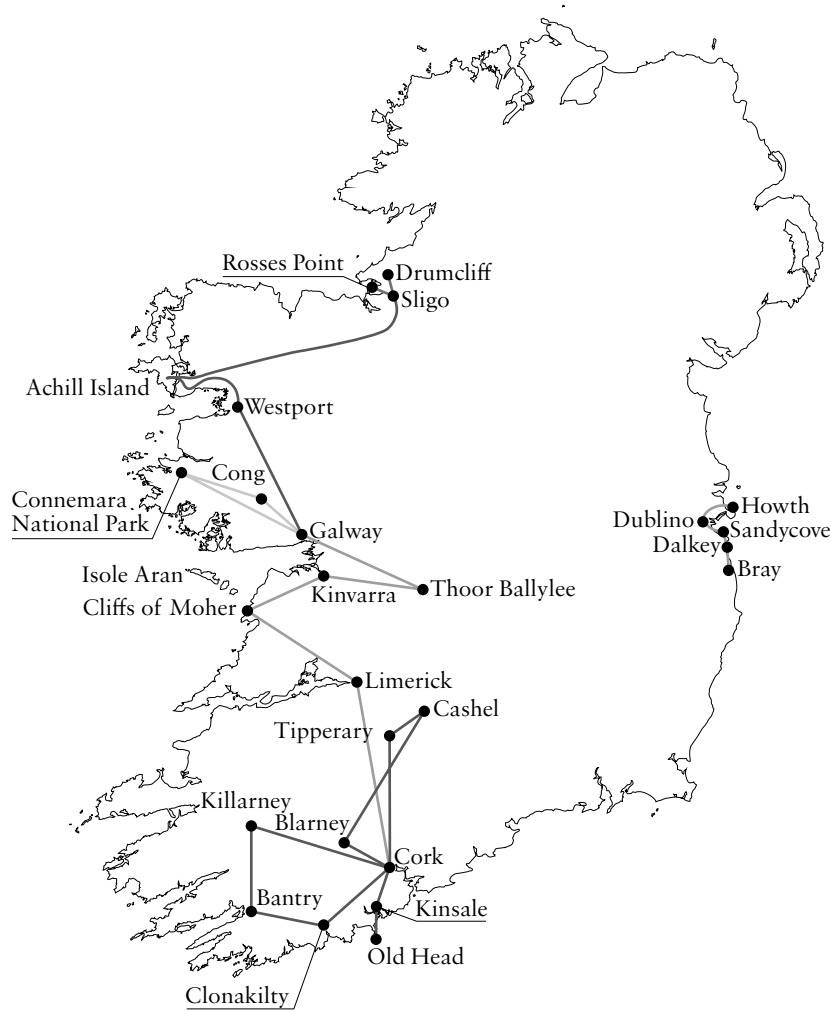 Rosses Point
Drumcliff
Sligo
Achill Island
Westport
Cong
Connemara
National Park
Galway
Howth
Dublino
Sandycove
Dalkey
Bray
Isole Aran
Kinvarra
Thoor Ballylee
Cliffs of Moher
Limerick
Cashel
Tipperary
Killarney
Blarney
Cork
Bantry
Kinsale
Old Head
Clonakilty